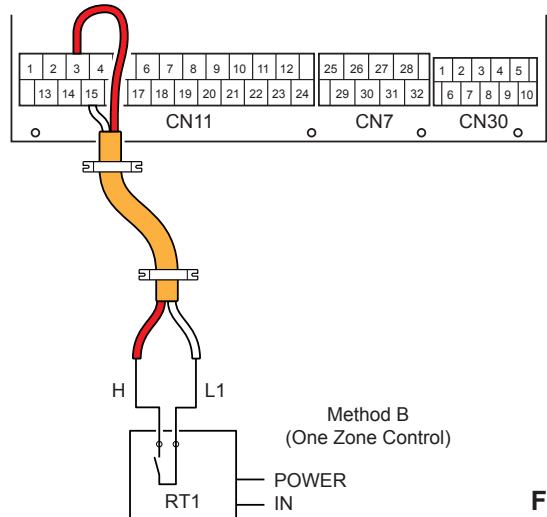 1 2 3 4 6 7 8 9 10 11 12
13 14 15 17 18 19 20 21 22 23 24
CN11
25 26 27 28
29 30 31 32
CN7
1 2 3 4 5
6 7 8 9 10
CN30
H L1
Method B
(One Zone Control)
RT1
POWER
IN
F